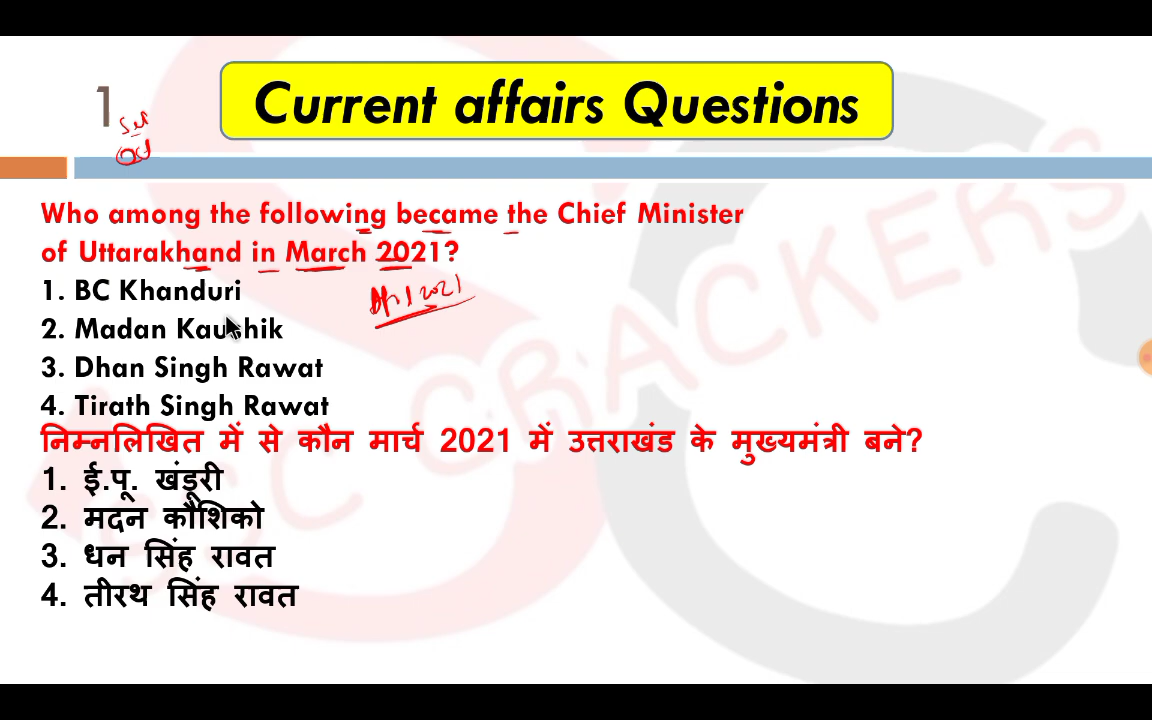 1
Current affairs Questions
Who among the following became the Chief Minister
of Uttarakhand in March 2021?
1. BC Khanduri
2. Madan Kaushik
3. Dhan Singh Rawat
4. Tirath Singh Rawat
निम्नलिखित में से कौन मार्च 2021 में उत्तराखंड के मुख्यमंत्री बने?
1. ई.पू. खंडूरी
2. मदन कौशिको
3. धन सिंह रावत
4. तीरथ सिंह रावत
2021
CRACKERS